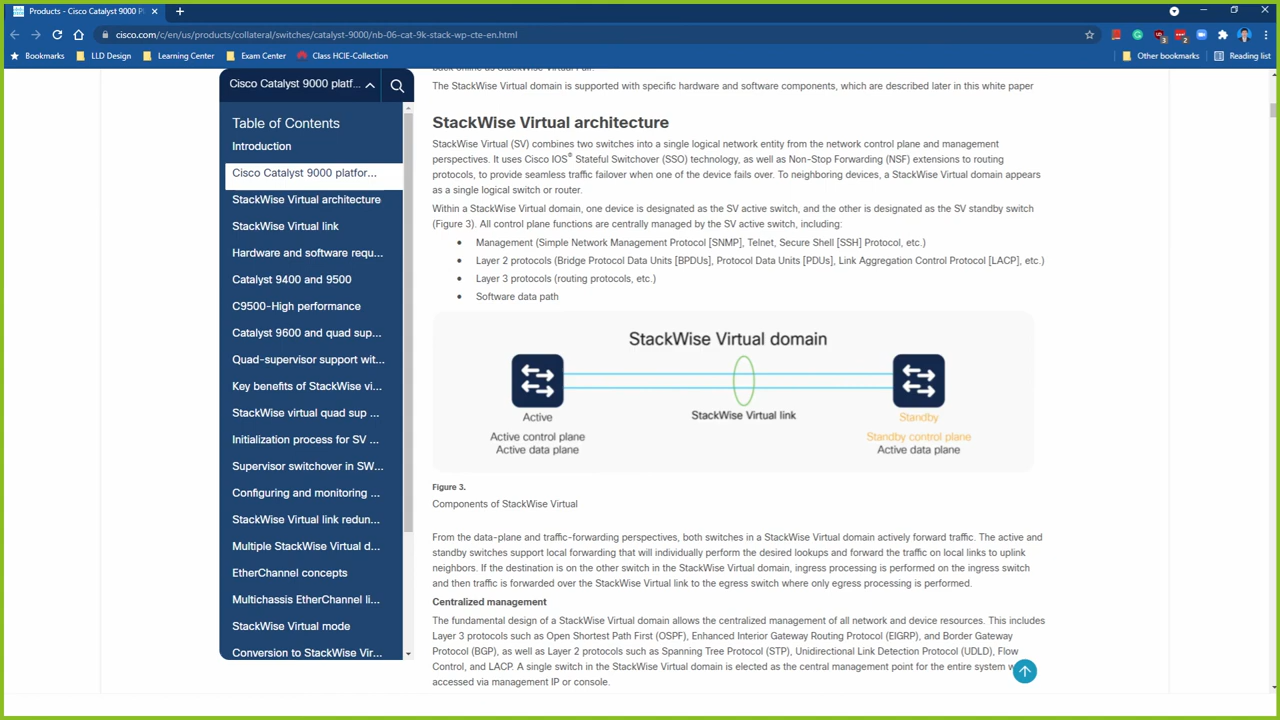 Products - Cisco Catalyst 9000 Pl
cisco.com/c/en/us/products/collateral/switches/catalyst-9000/nb-06-cat-9k-stack-wp-cte-en.html
Bookmarks
LLD Design
Learning Center
Exam Center
Class HCIE-Collection
Other bookmarks
Reading list
Cisco Catalyst 9000 platf...
Table of Contents
Introduction
Cisco Catalyst 9000 platfor...
StackWise Virtual architecture
StackWise Virtual link
Hardware and software requ...
Catalyst 9400 and 9500
C9500-High performance
Catalyst 9600 and quad sup...
Quad-supervisor support wit...
Key benefits of StackWise vi...
StackWise virtual quad sup ...
Initialization process for SV ...
Supervisor switchover in SW...
Configuring and monitoring ...
StackWise Virtual link redun...
Multiple StackWise Virtual d...
EtherChannel concepts
Multichassis EtherChannel li...
StackWise Virtual mode
Conversion to StackWise Vir...
The StackWise Virtual domain is supported with specific hardware and software components, which are described later in this white paper
StackWise Virtual architecture
StackWise Virtual (SV) combines two switches into a single logical network entity from the network control plane and management
perspectives. It uses Cisco IOS® Stateful Switchover (SSO) technology, as well as Non-Stop Forwarding (NSF) extensions to routing
protocols, to provide seamless traffic failover when one of the device fails over. To neighboring devices, a StackWise Virtual domain appears
as a single logical switch or router.
Within a StackWise Virtual domain, one device is designated as the SV active switch, and the other is designated as the SV standby switch
(Figure 3). All control plane functions are centrally managed by the SV active switch, including:
● Management (Simple Network Management Protocol [SNMP], Telnet, Secure Shell [SSH] Protocol, etc.)
● Layer 2 protocols (Bridge Protocol Data Units [BPDUs], Protocol Data Units [PDUs], Link Aggregation Control Protocol [LACP], etc.)
● Layer 3 protocols (routing protocols, etc.)
● Software data path
StackWise Virtual domain
StackWise Virtual link
Active
Active control plane
Active data plane
Standby
Standby control plane
Active data plane
Figure 3.
Components of StackWise Virtual
From the data-plane and traffic-forwarding perspectives, both switches in a StackWise Virtual domain actively forward traffic. The active and
standby switches support local forwarding that will individually perform the desired lookups and forward the traffic on local links to uplink
neighbors. If the destination is on the other switch in the StackWise Virtual domain, ingress processing is performed on the ingress switch
and then traffic is forwarded over the StackWise Virtual link to the egress switch where only egress processing is performed.
Centralized management
The fundamental design of a StackWise Virtual domain allows the centralized management of all network and device resources. This includes
Layer 3 protocols such as Open Shortest Path First (OSPF), Enhanced Interior Gateway Routing Protocol (EIGRP), and Border Gateway
Protocol (BGP), as well as Layer 2 protocols such as Spanning Tree Protocol (STP), Unidirectional Link Detection Protocol (UDLD), Flow
Control, and LACP. A single switch in the StackWise Virtual domain is elected as the central management point for the entire system
accessed via management IP or console.